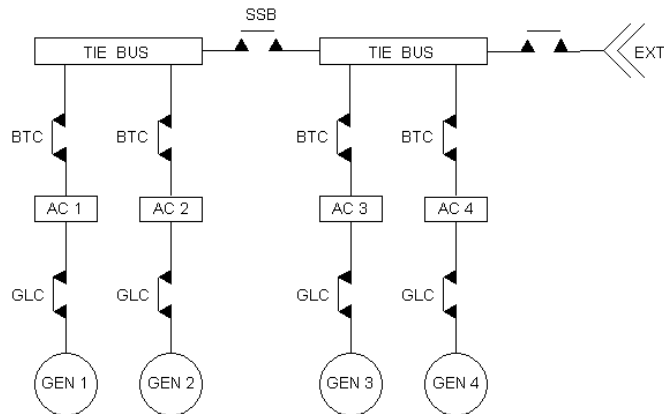 SSB
TIE BUS TIE BUS EXT
BTC BTC BTC BTC
AC 1 AC 2 AC 3 AC 4
GLC GLC GLC GLC
GEN 1 GEN 2 GEN 3 GEN 4